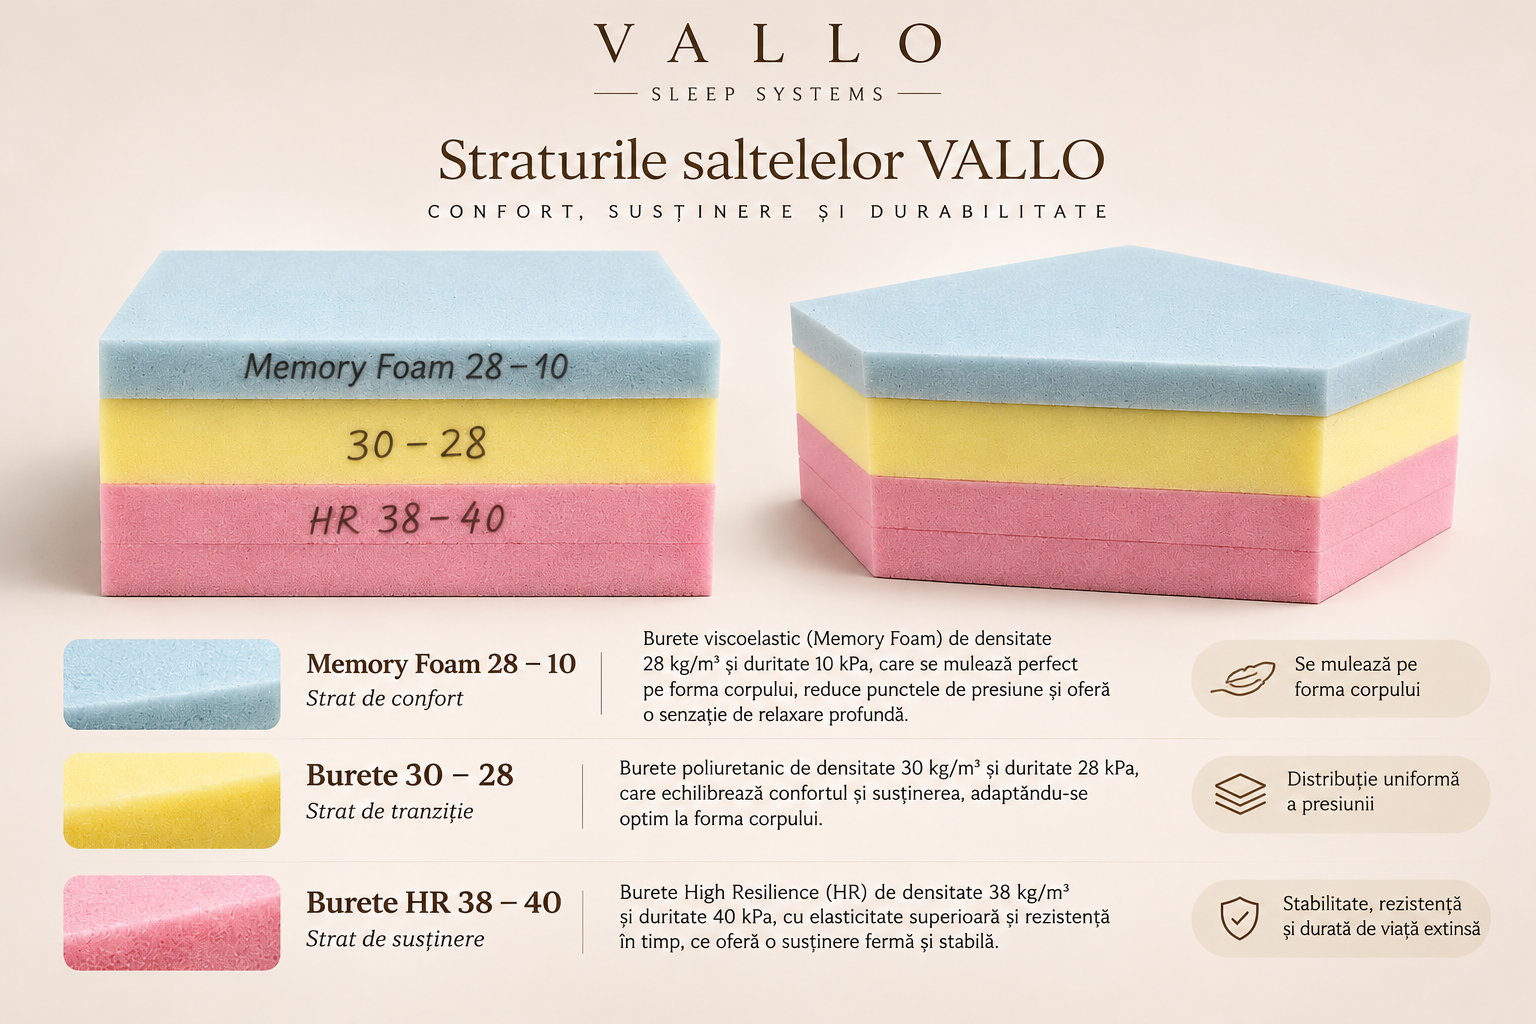 VALLO
SLEEP SYSTEMS
Straturile saltelelor VALLO
CONFORT, SUSȚINERE ȘI DURABILITATE
Memory Foam 28 – 10
30 – 28
HR 38 – 40
Memory Foam 28 – 10
Strat de confort
Burete viscoelastic (Memory Foam) de densitate
28 kg/m³ și duritate 10 kPa, care se mulează perfect
pe forma corpului, reduce punctele de presiune și oferă
o senzație de relaxare profundă.
Se mulează pe
forma corpului
Burete 30 – 28
Strat de tranziție
Burete poliuretanic de densitate 30 kg/m³ și duritate 28 kPa,
care echilibrează confortul și susținerea, adaptându-se
optim la forma corpului.
Distribuție uniformă
a presiunii
Burete HR 38 – 40
Strat de susținere
Burete High Resilience (HR) de densitate 38 kg/m³
și duritate 40 kPa, cu elasticitate superioară și rezistență
în timp, ce oferă o susținere fermă și stabilă.
Stabilitate, rezistență
și durată de viață extinsă